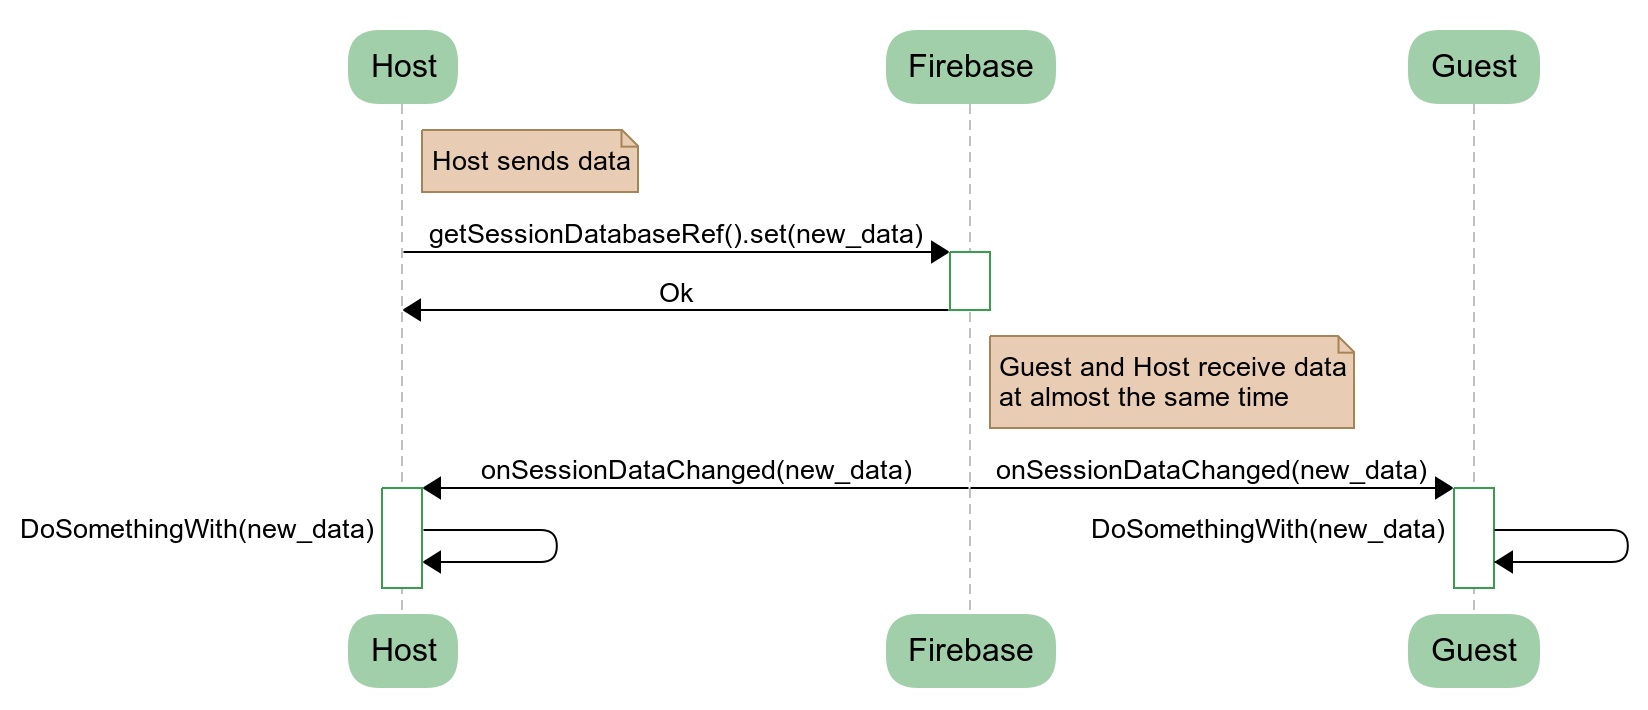 Host
Firebase
Guest
Host sends data
getSessionDatabaseRef().set(new_data)
Ok
Guest and Host receive data
at almost the same time
onSessionDataChanged(new_data)
onSessionDataChanged(new_data)
DoSomethingWith(new_data)
DoSomethingWith(new_data)
Host
Firebase
Guest